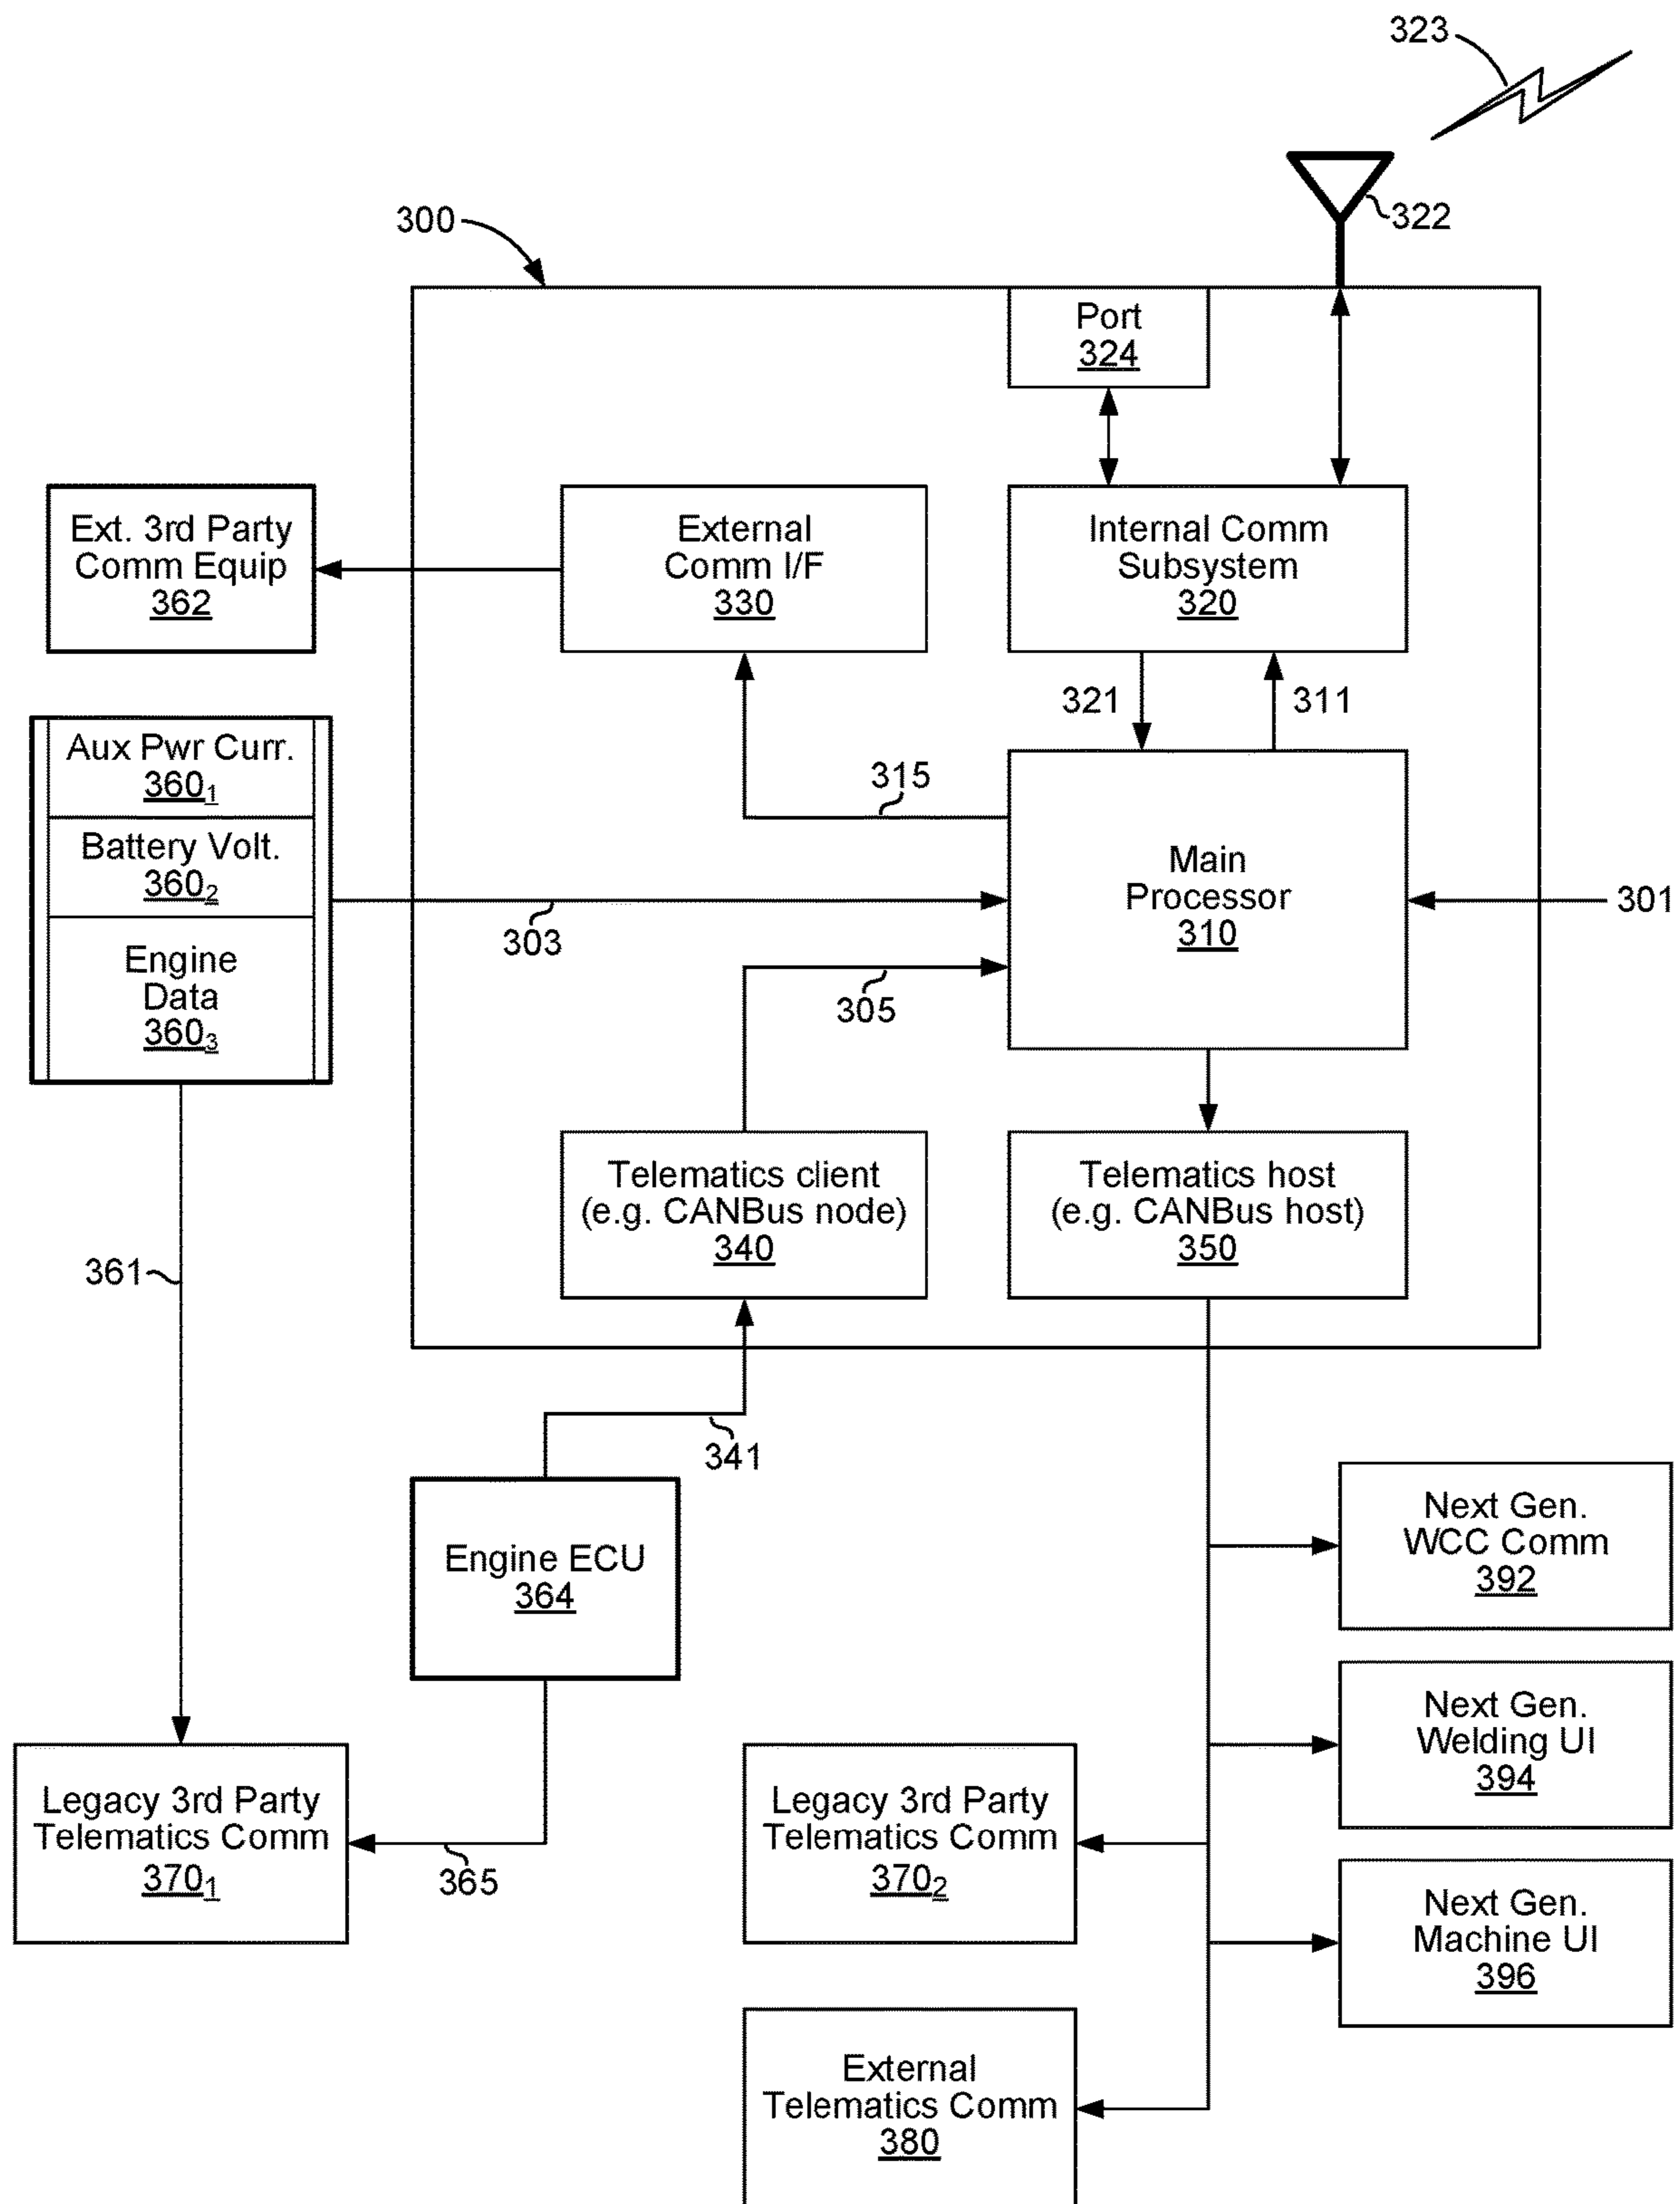 323
322
300
Port
324
Ext. 3rd Party
Comm Equip
362
External
Comm I/F
330
Internal Comm
Subsystem
320
321
311
Aux Pwr Curr.
360₁
Battery Volt.
360₂
Engine
Data
360₃
315
Main
Processor
310
301
303
305
Telematics client
(e.g. CANBus node)
340
Telematics host
(e.g. CANBus host)
350
361
341
Engine ECU
364
Next Gen.
WCC Comm
392
Next Gen.
Welding UI
394
Legacy 3rd Party
Telematics Comm
370₁
365
Legacy 3rd Party
Telematics Comm
370₂
Next Gen.
Machine UI
396
External
Telematics Comm
380